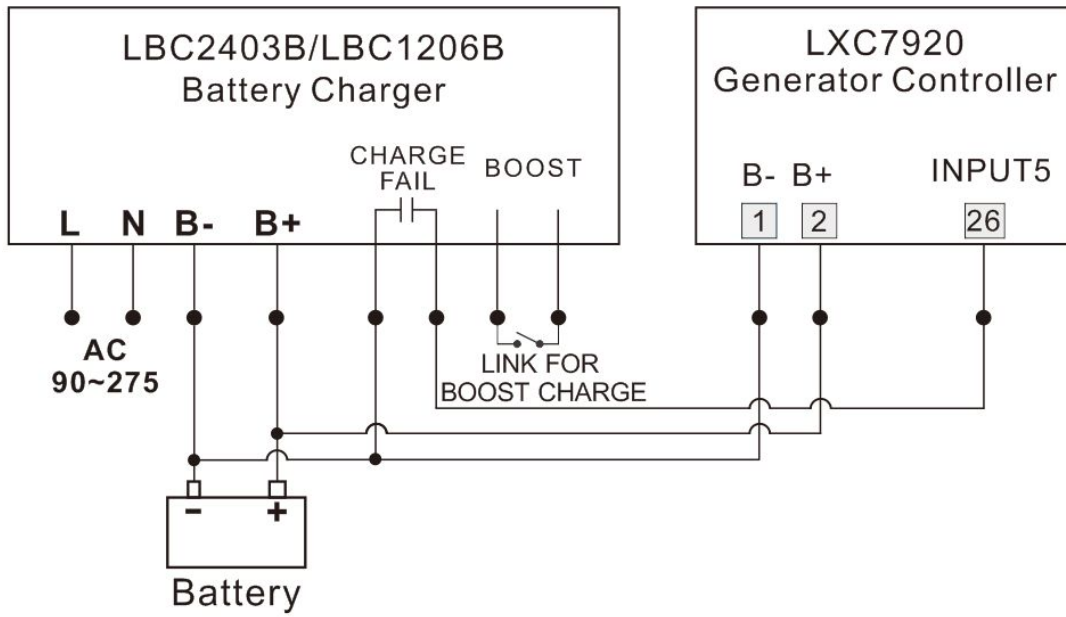 LBC2403B/LBC1206B
Battery Charger
CHARGE
FAIL
BOOST
L N B- B+
AC
90~275
LINK FOR
BOOST CHARGE
- +
Battery
LXC7920
Generator Controller
B- B+ INPUT5
1 2 26